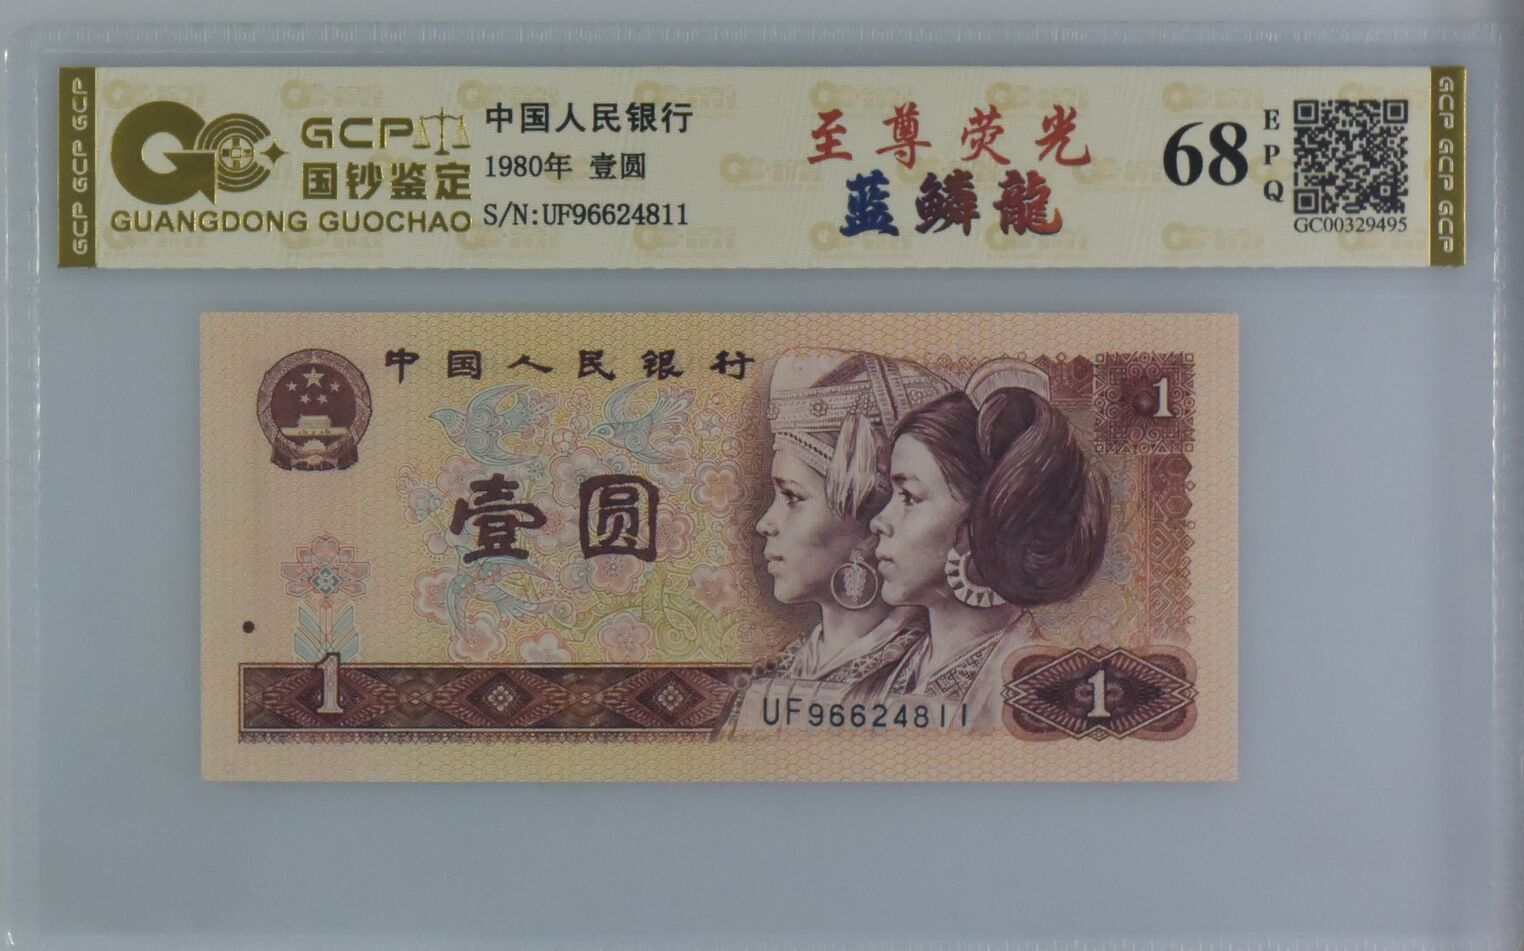 GCP GCP GCP
GCP
国钞鉴定
GUANGDONG GUOCHAO
中国人民银行
1980年 壹圆
S/N:UF96624811
至尊荧光
蓝鳞龍
68
EPQ
GC00329495
GCP GCP GCP
中国人民银行
1
壹圆
1
UF96624811
1